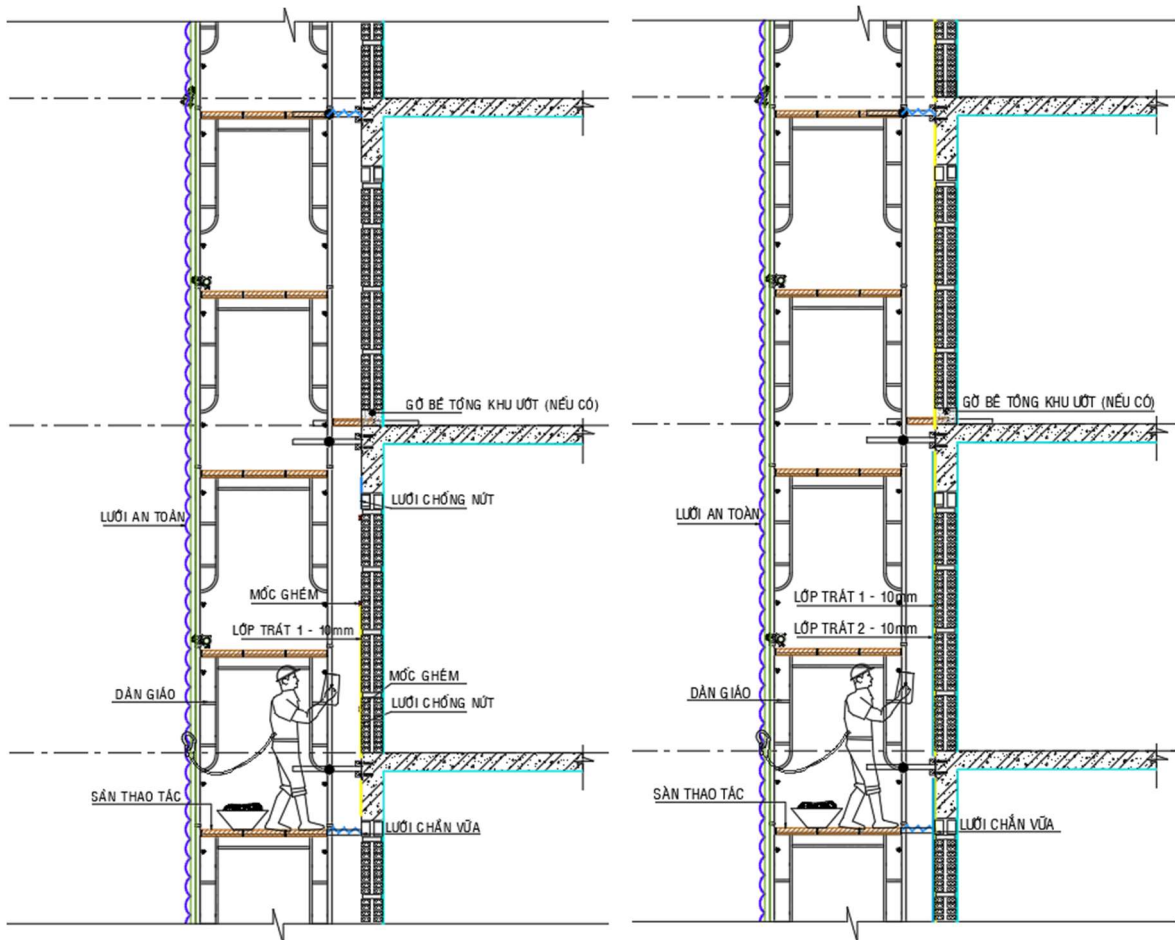 GỜ BÊ TÔNG KHU ƯỚT (NẾU CÓ)
LƯỚI CHỐNG NỨT
LƯỚI AN TOÀN
MỐC GHÉM
LỚP TRÁT 1 - 10mm
MỐC GHÉM
DÀN GIÁO
LƯỚI CHỐNG NỨT
SÀN THAO TÁC
LƯỚI CHẮN VỮA
GỜ BÊ TÔNG KHU ƯỚT (NẾU CÓ)
LƯỚI AN TOÀN
LỚP TRÁT 1 - 10mm
LỚP TRÁT 2 - 10mm
DÀN GIÁO
SÀN THAO TÁC
LƯỚI CHẮN VỮA